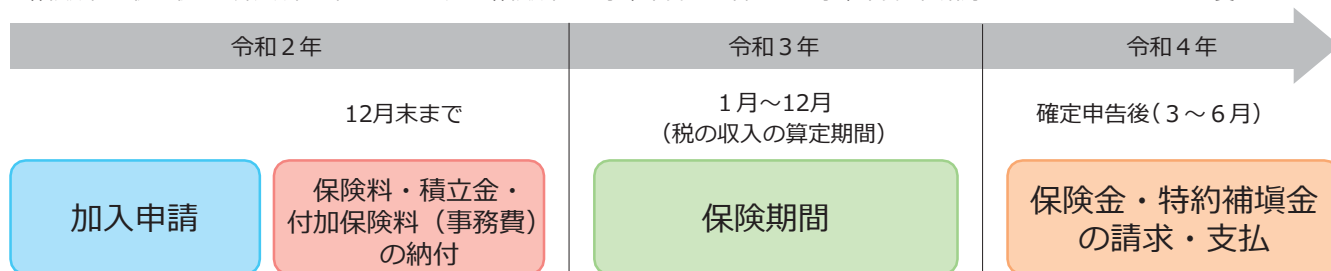 令和２年
令和３年
令和４年
12月末まで
１月～12月
（税の収入の算定期間）
確定申告後（３～６月）
加入申請
保険料・積立金・
付加保険料（事務費）
の納付
保険期間
保険金・特約補塡金
の請求・支払